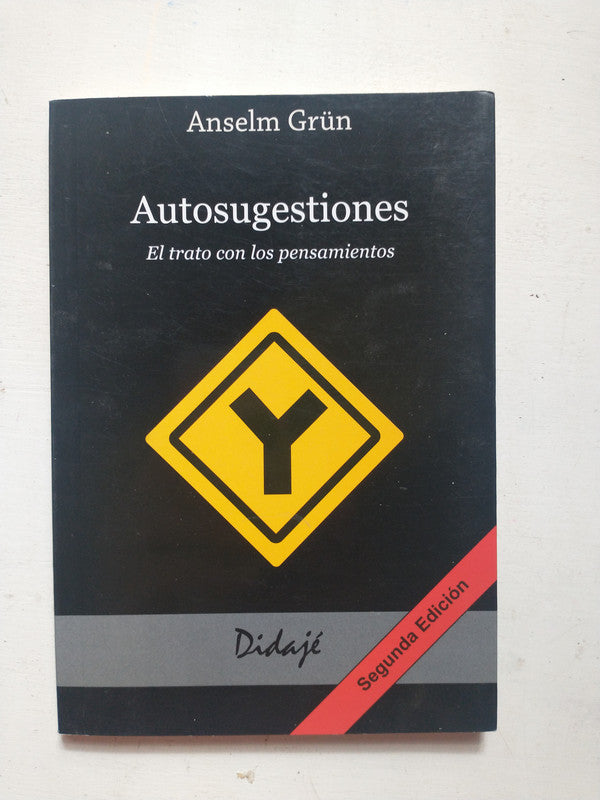 Anselm Grün
Autosugestiones
El trato con los pensamientos
Didajé
Segunda Edición